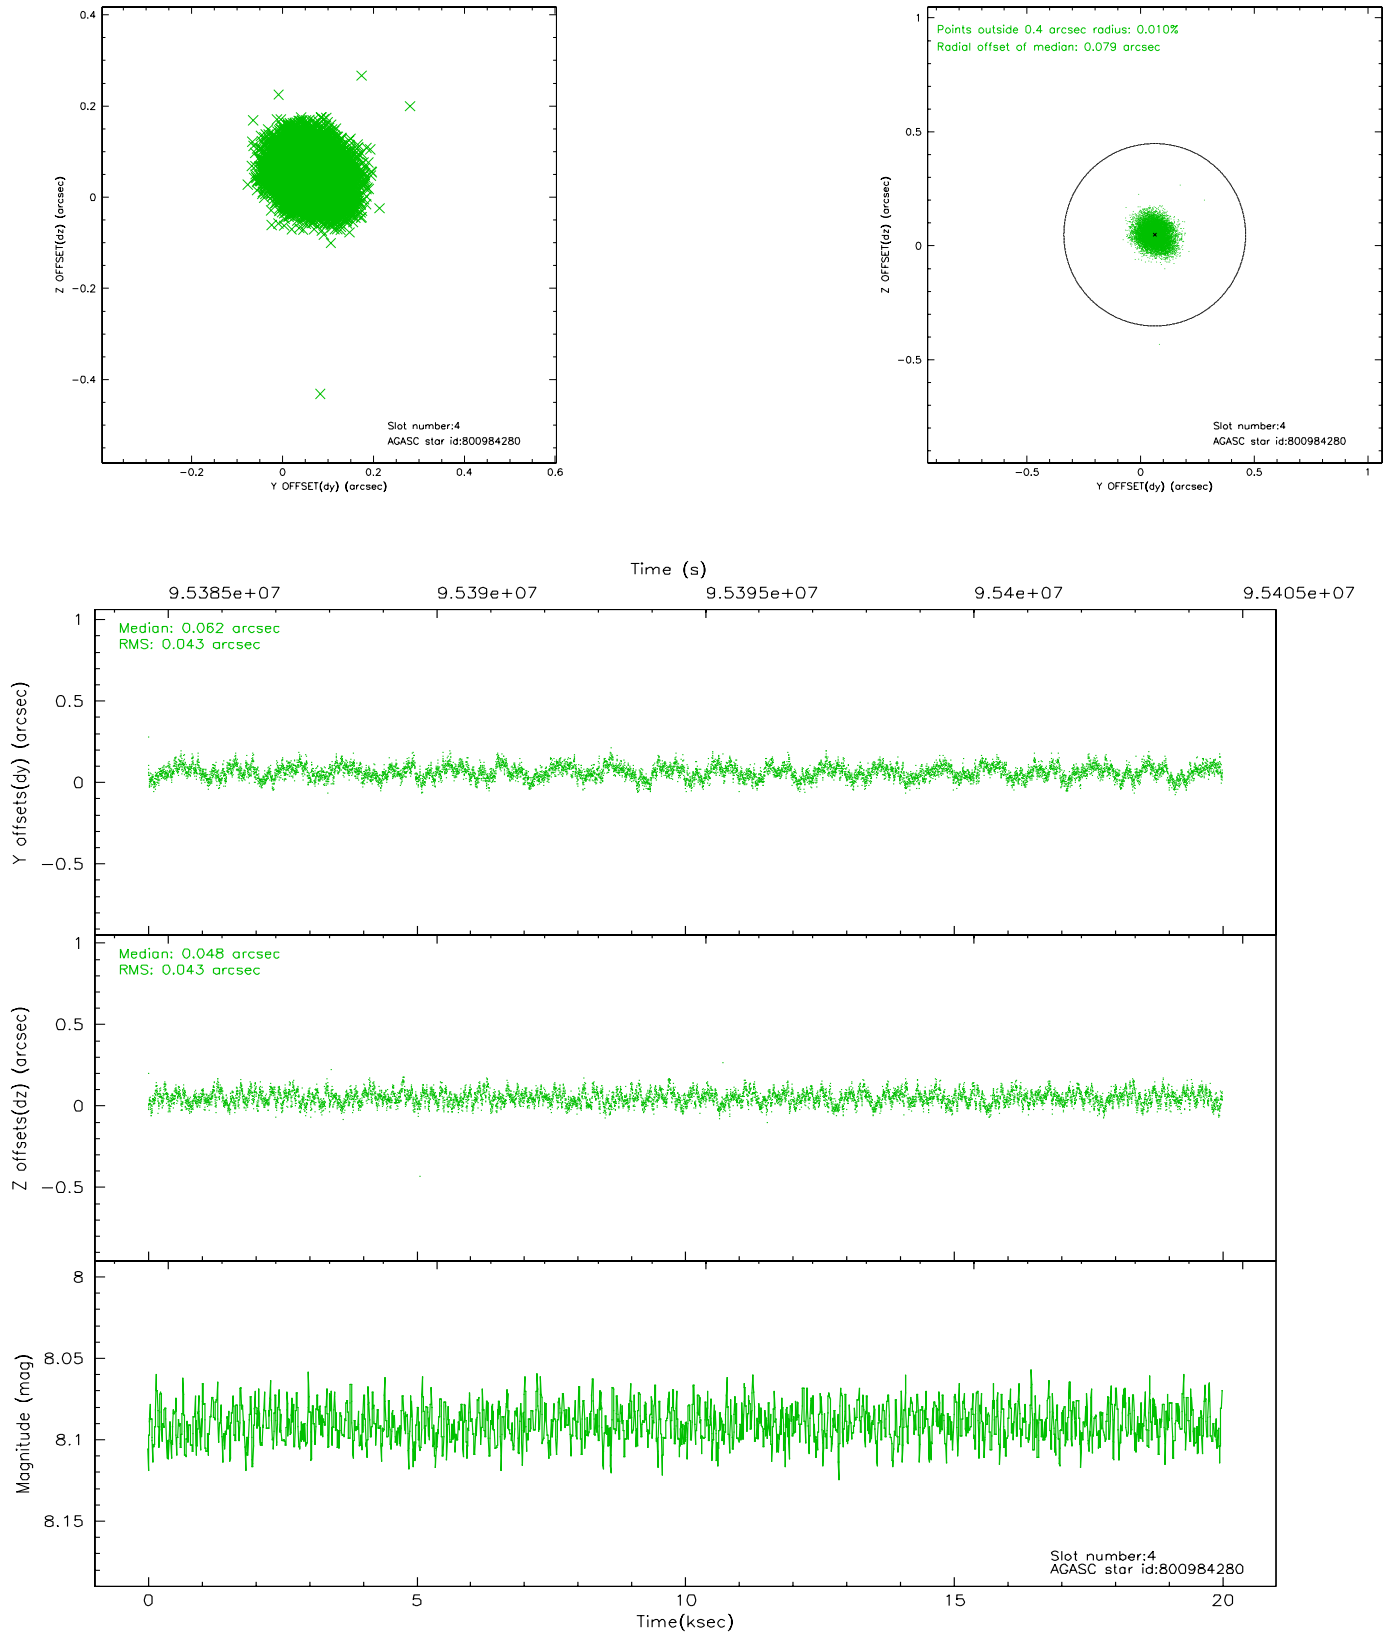 0.4
0.2
0
−0.2
−0.4
Z OFFSET(dz) (arcsec)
Slot number:4
AGASC star id:800984280
−0.2 0 0.2 0.4 0.6
Y OFFSET(dy) (arcsec)
Points outside 0.4 arcsec radius: 0.010%
Radial offset of median: 0.079 arcsec
1
0.5
0
−0.5
Z OFFSET(dz) (arcsec)
Slot number:4
AGASC star id:800984280
−0.5 0 0.5 1
Y OFFSET(dy) (arcsec)
Time (s)
9.5385e+07 9.539e+07 9.5395e+07 9.54e+07 9.5405e+07
Median: 0.062 arcsec
RMS: 0.043 arcsec
1
0.5
0
−0.5
Y offsets(dy) (arcsec)
Median: 0.048 arcsec
RMS: 0.043 arcsec
1
0.5
0
−0.5
Z offsets(dz) (arcsec)
8
8.05
8.1
8.15
Magnitude (mag)
Slot number:4
AGASC star id:800984280
0 5 10 15 20
Time(ksec)